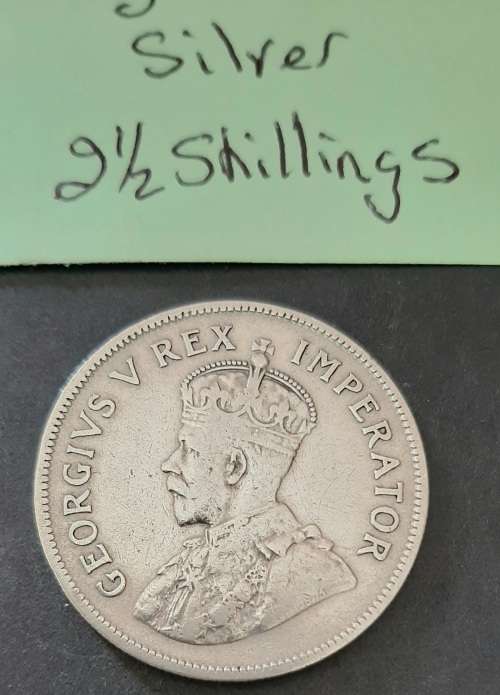 Silver
2½ Shillings
GEORGIVS V REX IMPERATOR